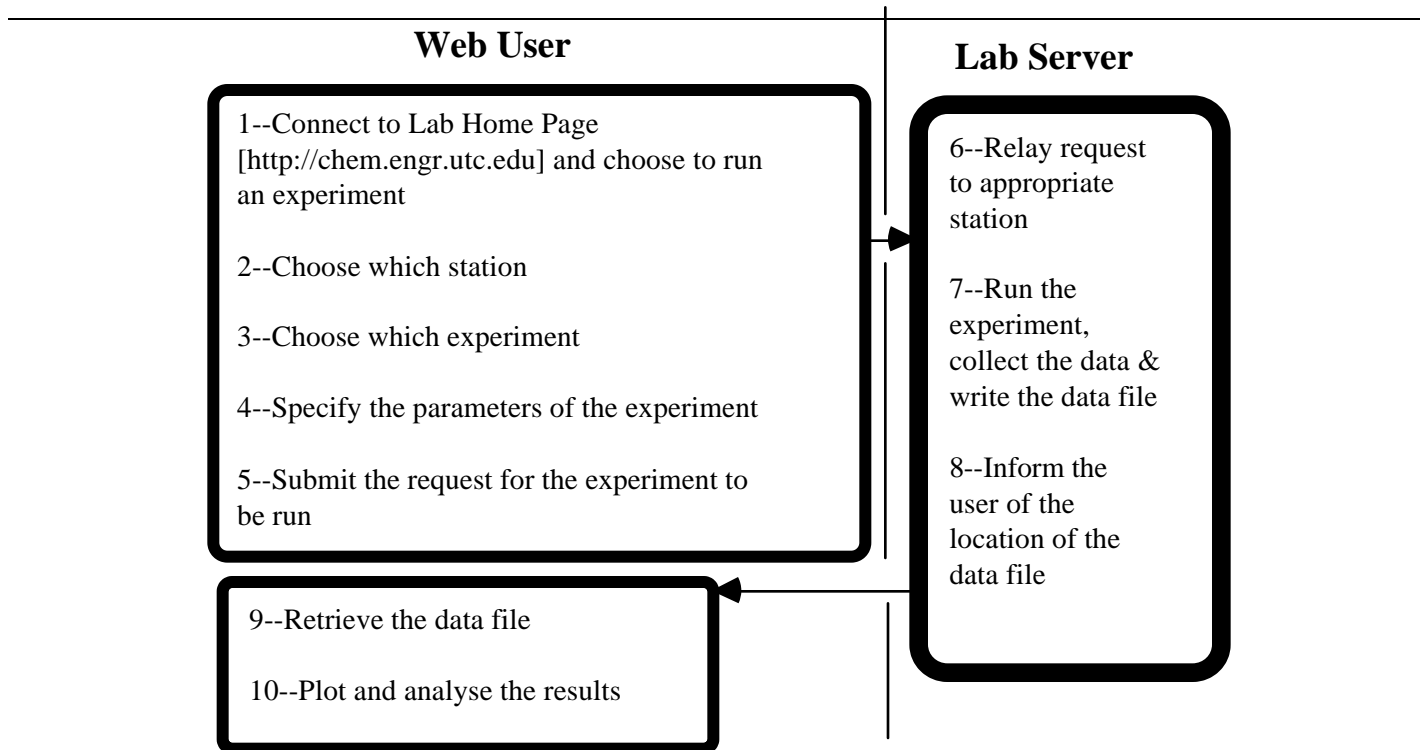 Web User
1--Connect to Lab Home Page
[http://chem.engr.utc.edu] and choose to run
an experiment
2--Choose which station
3--Choose which experiment
4--Specify the parameters of the experiment
5--Submit the request for the experiment to
be run
Lab Server
6--Relay request
to appropriate
station
7--Run the
experiment,
collect the data &
write the data file
8--Inform the
user of the
location of the
data file
9--Retrieve the data file
10--Plot and analyse the results